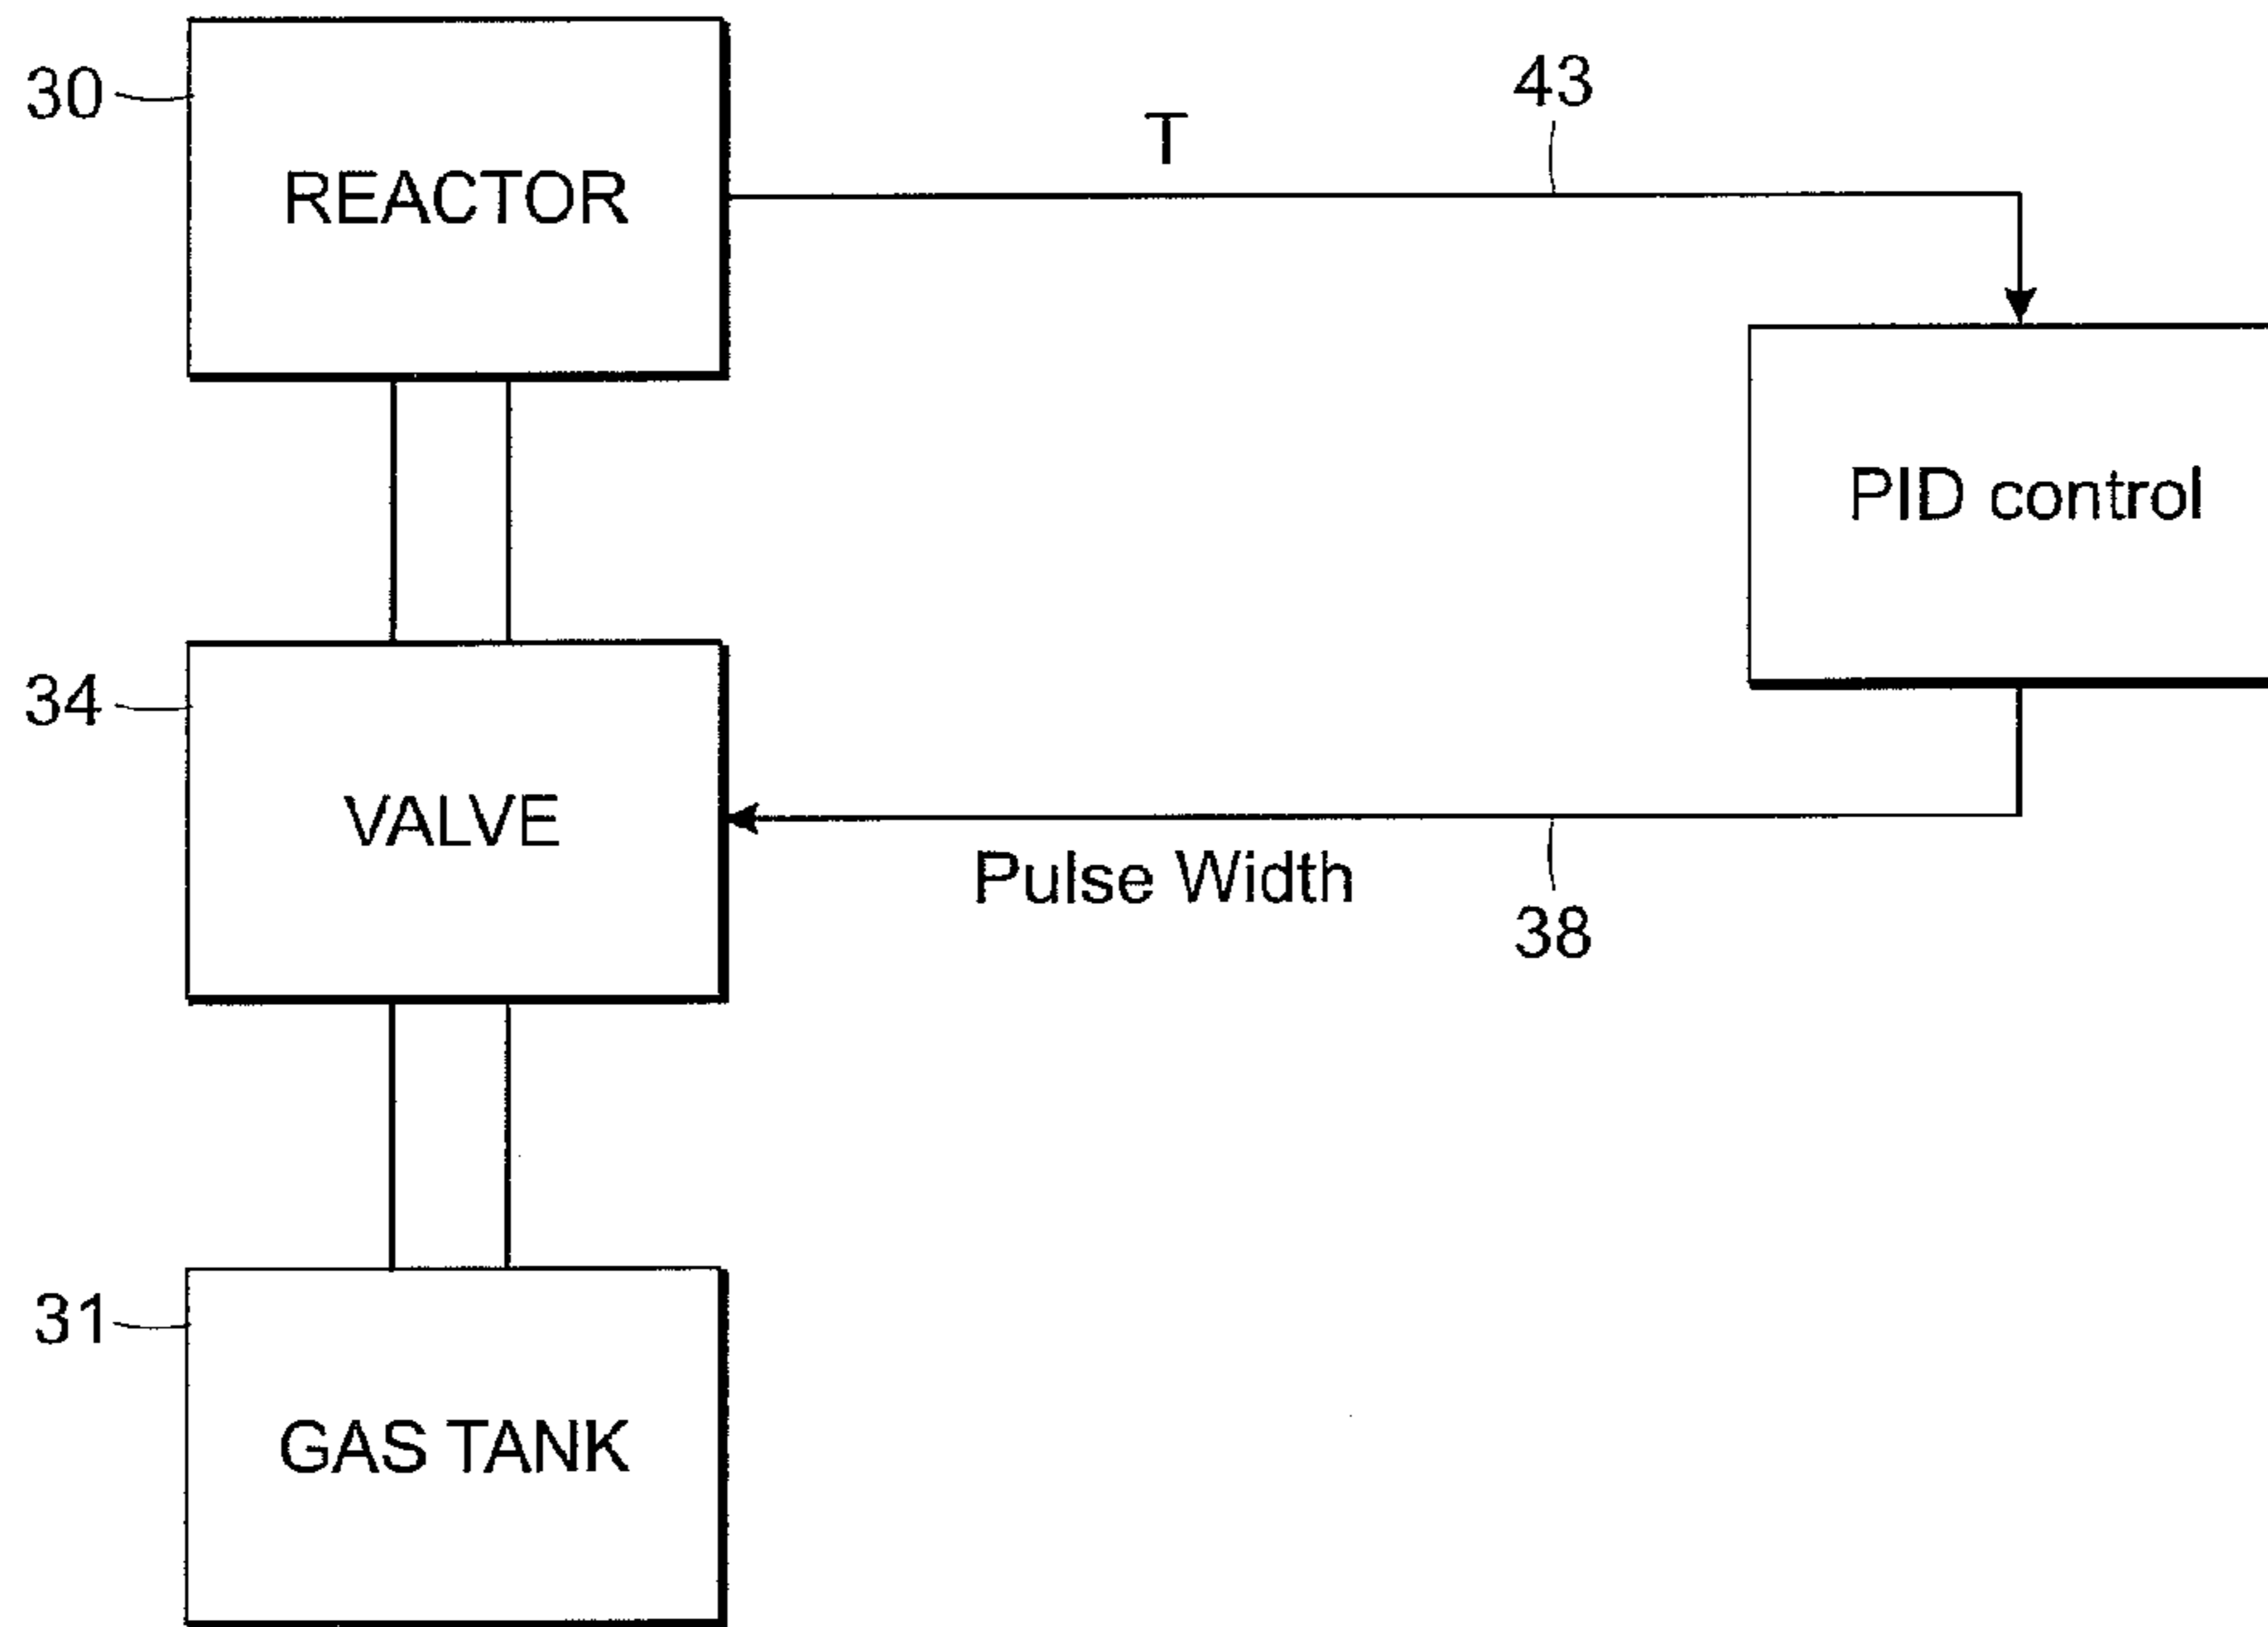 43
30
T
REACTOR
PID control
34
VALVE
Pulse Width
38
31
GAS TANK